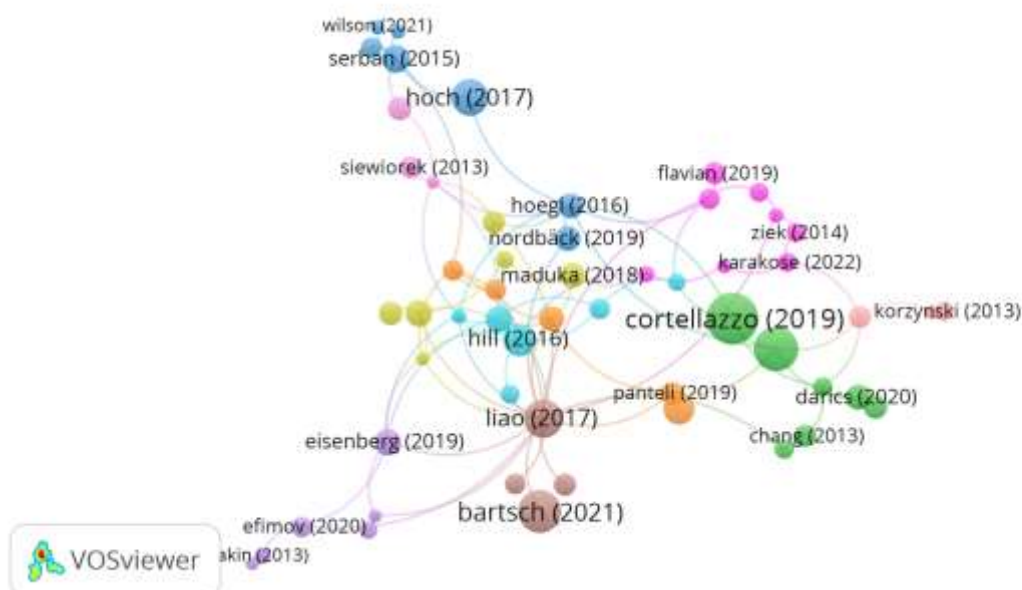 wilson (2021)
serban (2015)
hoch (2017)
siewiorek (2013)
flavian (2019)
hoegl (2016)
ziek (2014)
nordbäck (2019)
karakose (2022)
maduka (2018)
korzynski (2013)
cortellazzo (2019)
hill (2016)
panteli (2019)
darics (2020)
liao (2017)
chang (2013)
eisenberg (2019)
bartsch (2021)
efimov (2020)
akin (2013)
VOSviewer